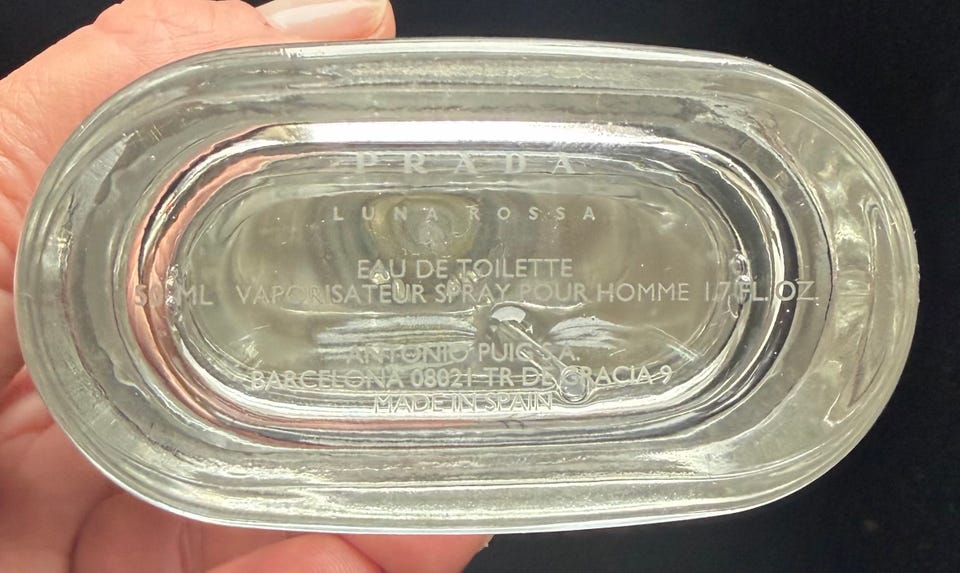 PRADA
LUNA ROSSA
EAU DE TOILETTE
50 ML VAPORISATEUR SPRAY POUR HOMME 1.7 FL. OZ.
ANTONIO PUIG S.A.
BARCELONA 08021 TR DE GRACIA 9
MADE IN SPAIN